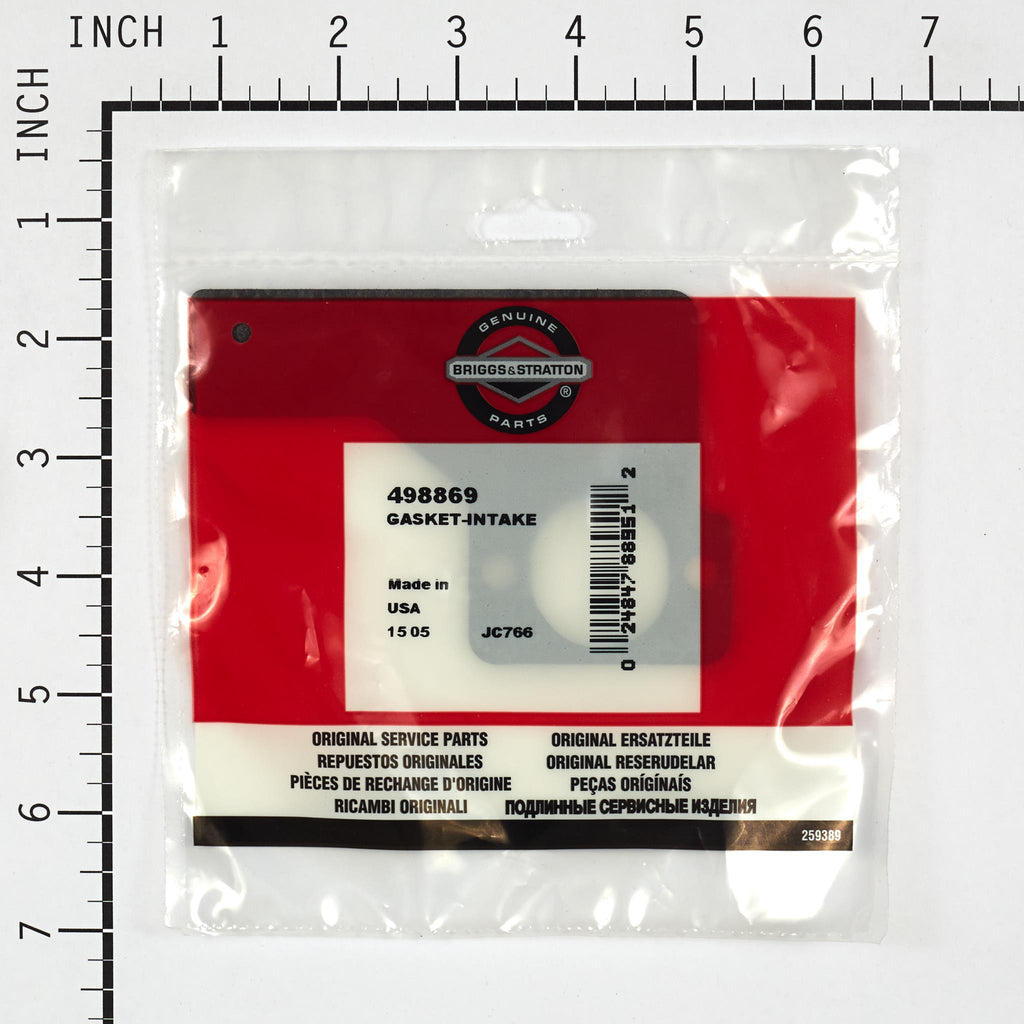 INCH 1 2 3 4 5 6 7
INCH 1 2 3 4 5 6 7
GENUINE
BRIGGS & STRATTON
®
PARTS
498869
GASKET-INTAKE
Made in
USA
15 05 JC766
0 24847 88951 2
ORIGINAL SERVICE PARTS
REPUESTOS ORIGINALES
PIÈCES DE RECHANGE D'ORIGINE
RICAMBI ORIGINALI
ORIGINAL ERSATZTEILE
ORIGINAL RESERUDELAR
PEÇAS ORÍGÍNAÍS
ПОДЛИННЫЕ СЕРВИСНЫЕ ИЗДЕЛИЯ
259389